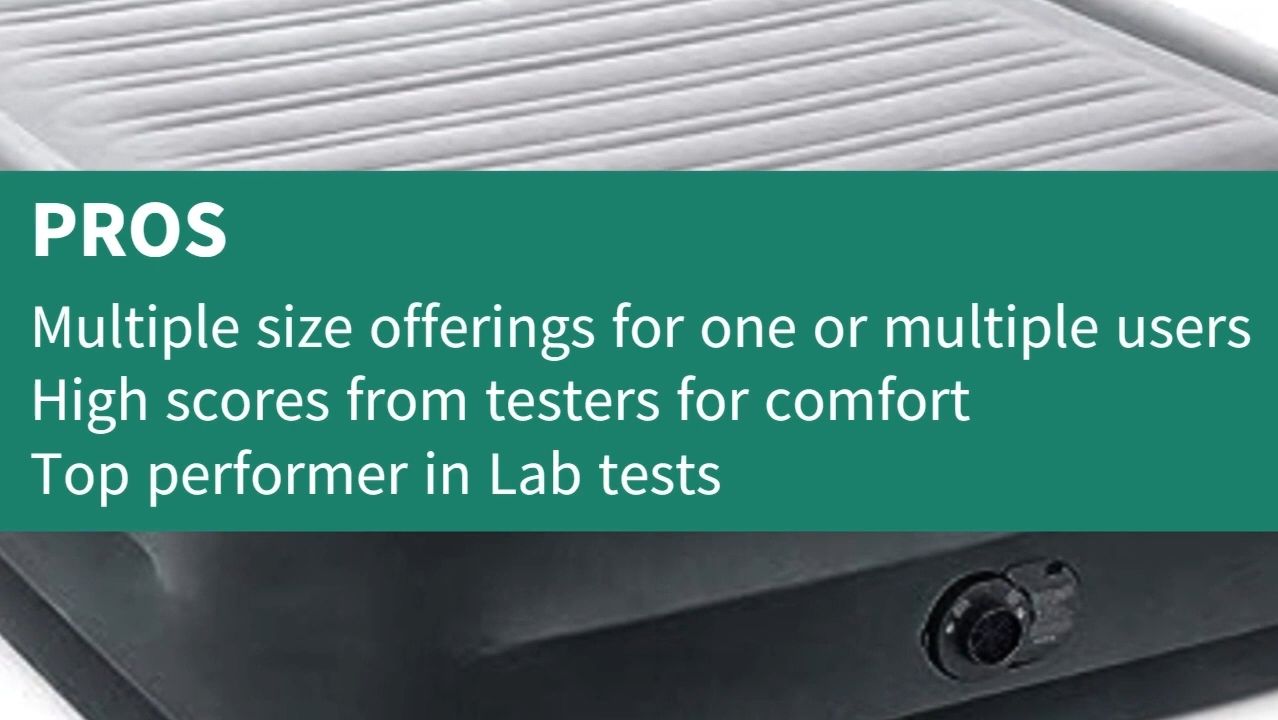 PROS
Multiple size offerings for one or multiple users
High scores from testers for comfort
Top performer in Lab tests